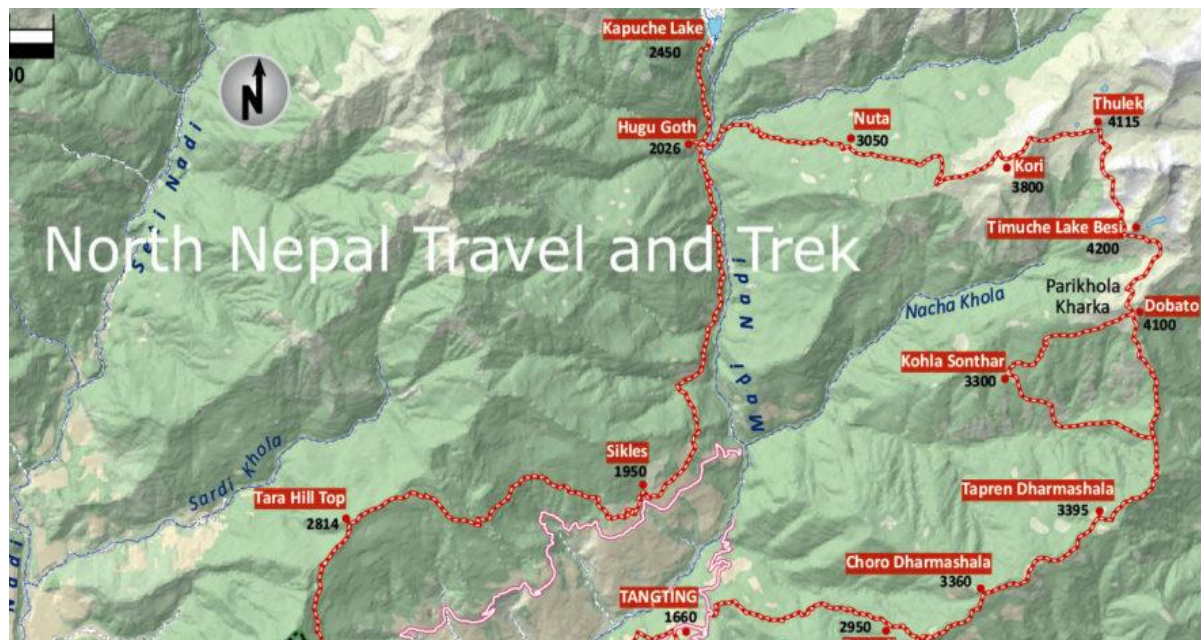 00
N
Kapuche Lake
2450
Thulek
4115
Nuta
3050
Hugu Goth
2026
Kori
3800
Seti Nadi
Timuche Lake Besi
4200
North Nepal Travel and Trek
Madi Nadi
Nacha Khola
Parikhola
Kharka
Dobato
4100
Kohla Sonthar
3300
Sikles
1950
Sardi Khola
Tara Hill Top
2814
Tapren Dharmashala
3395
Choro Dharmashala
3360
Nadi
TANGTING
1660
2950